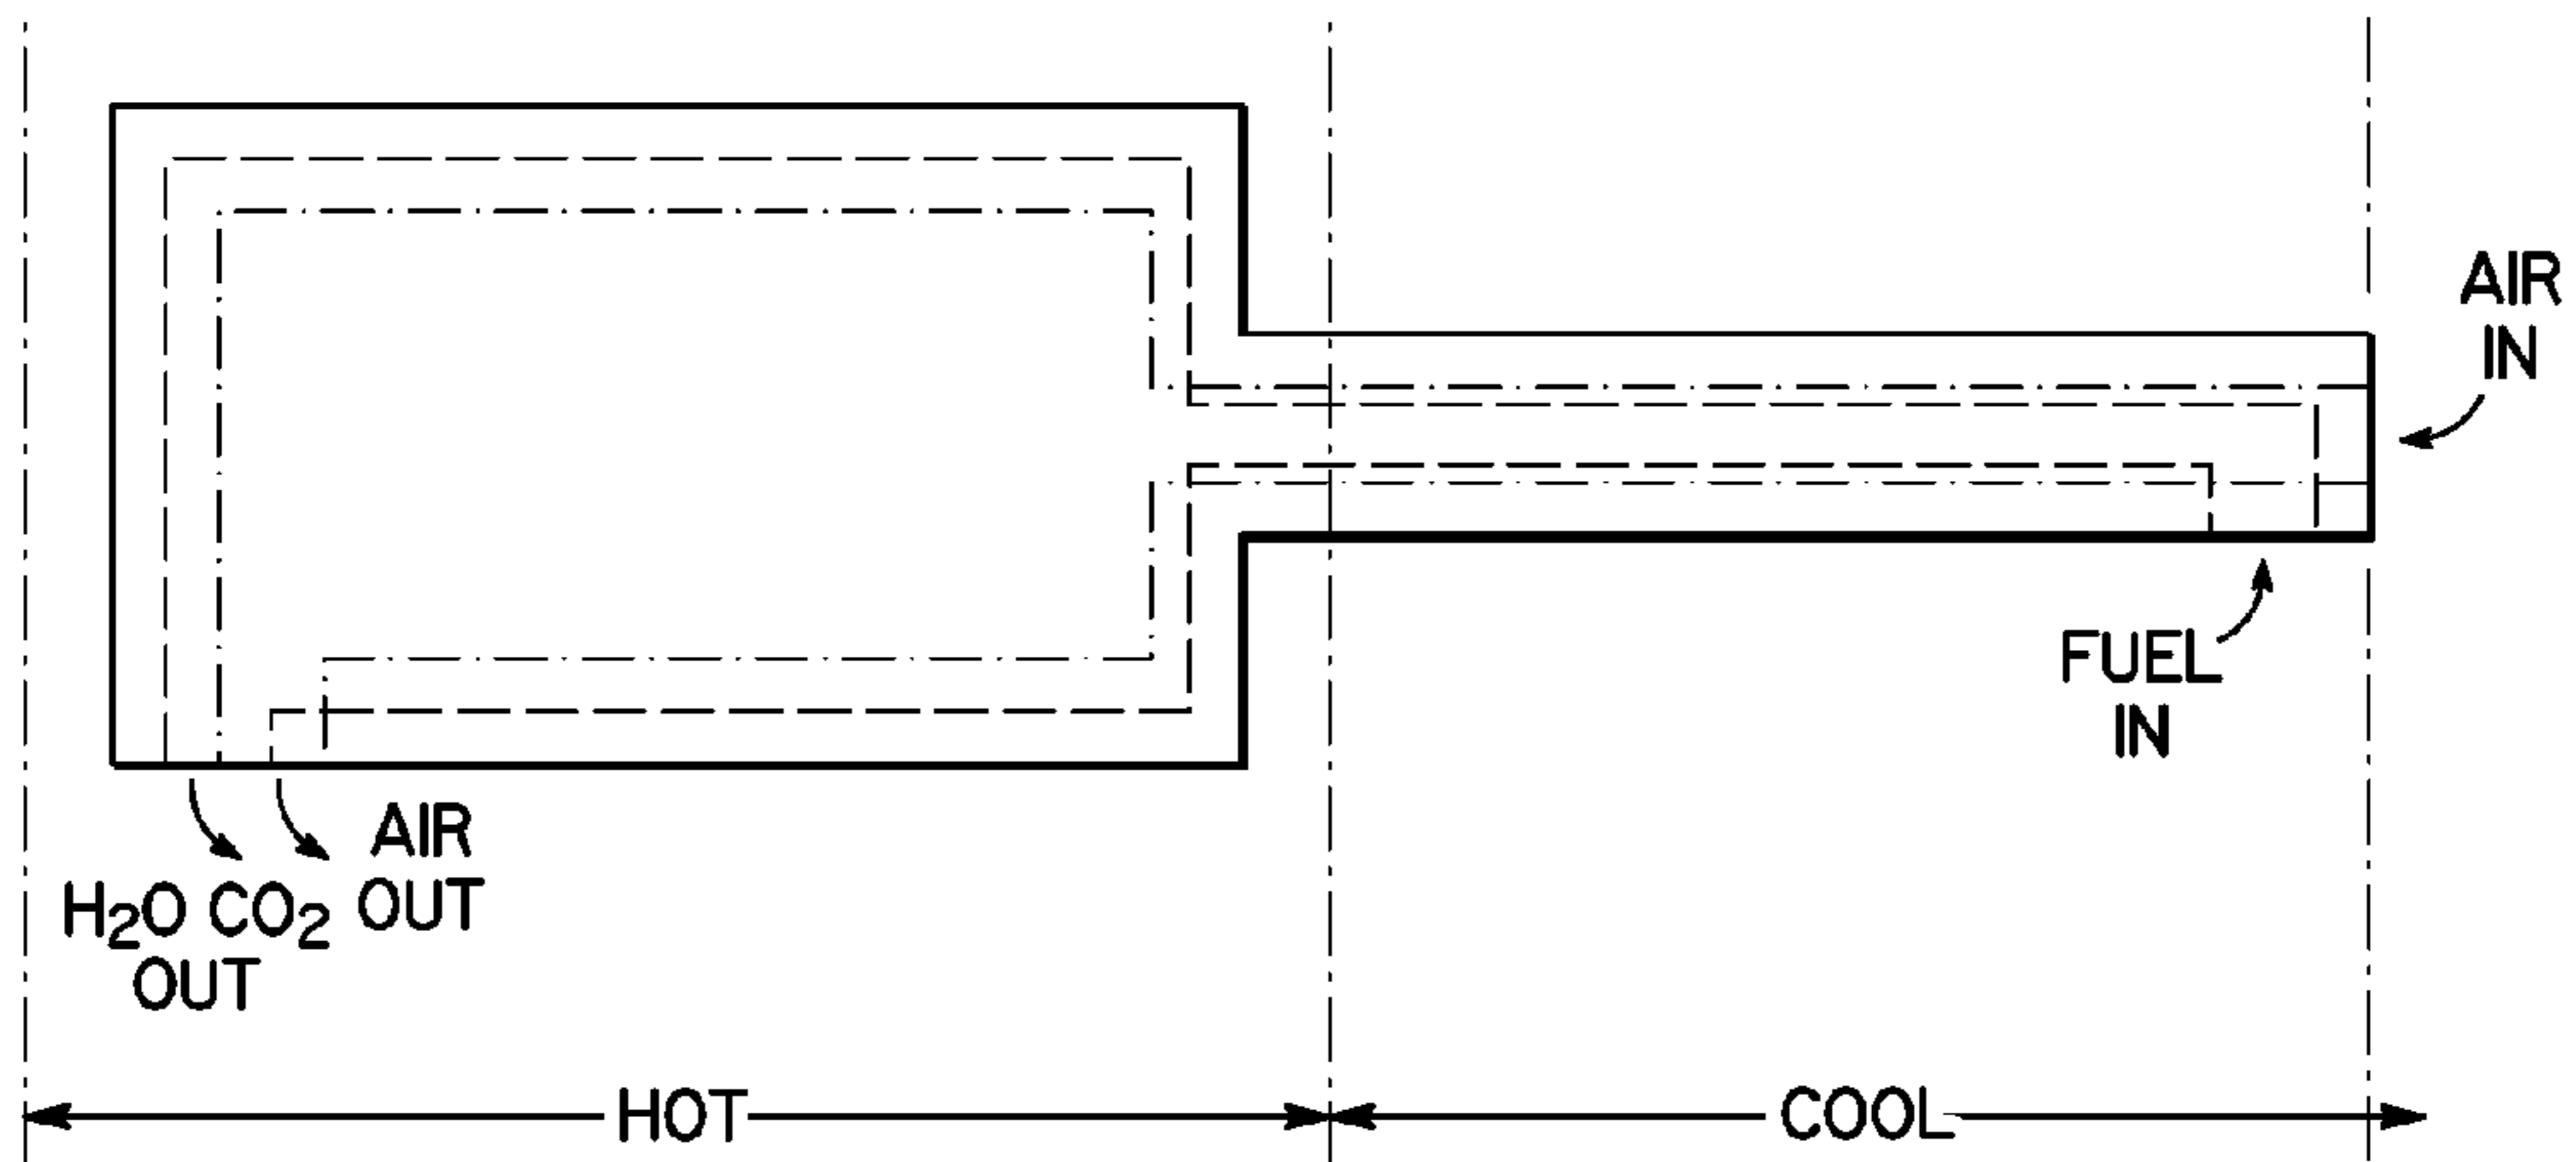 AIR
IN
FUEL
IN
AIR
OUT
H₂O CO₂
OUT
HOT
COOL